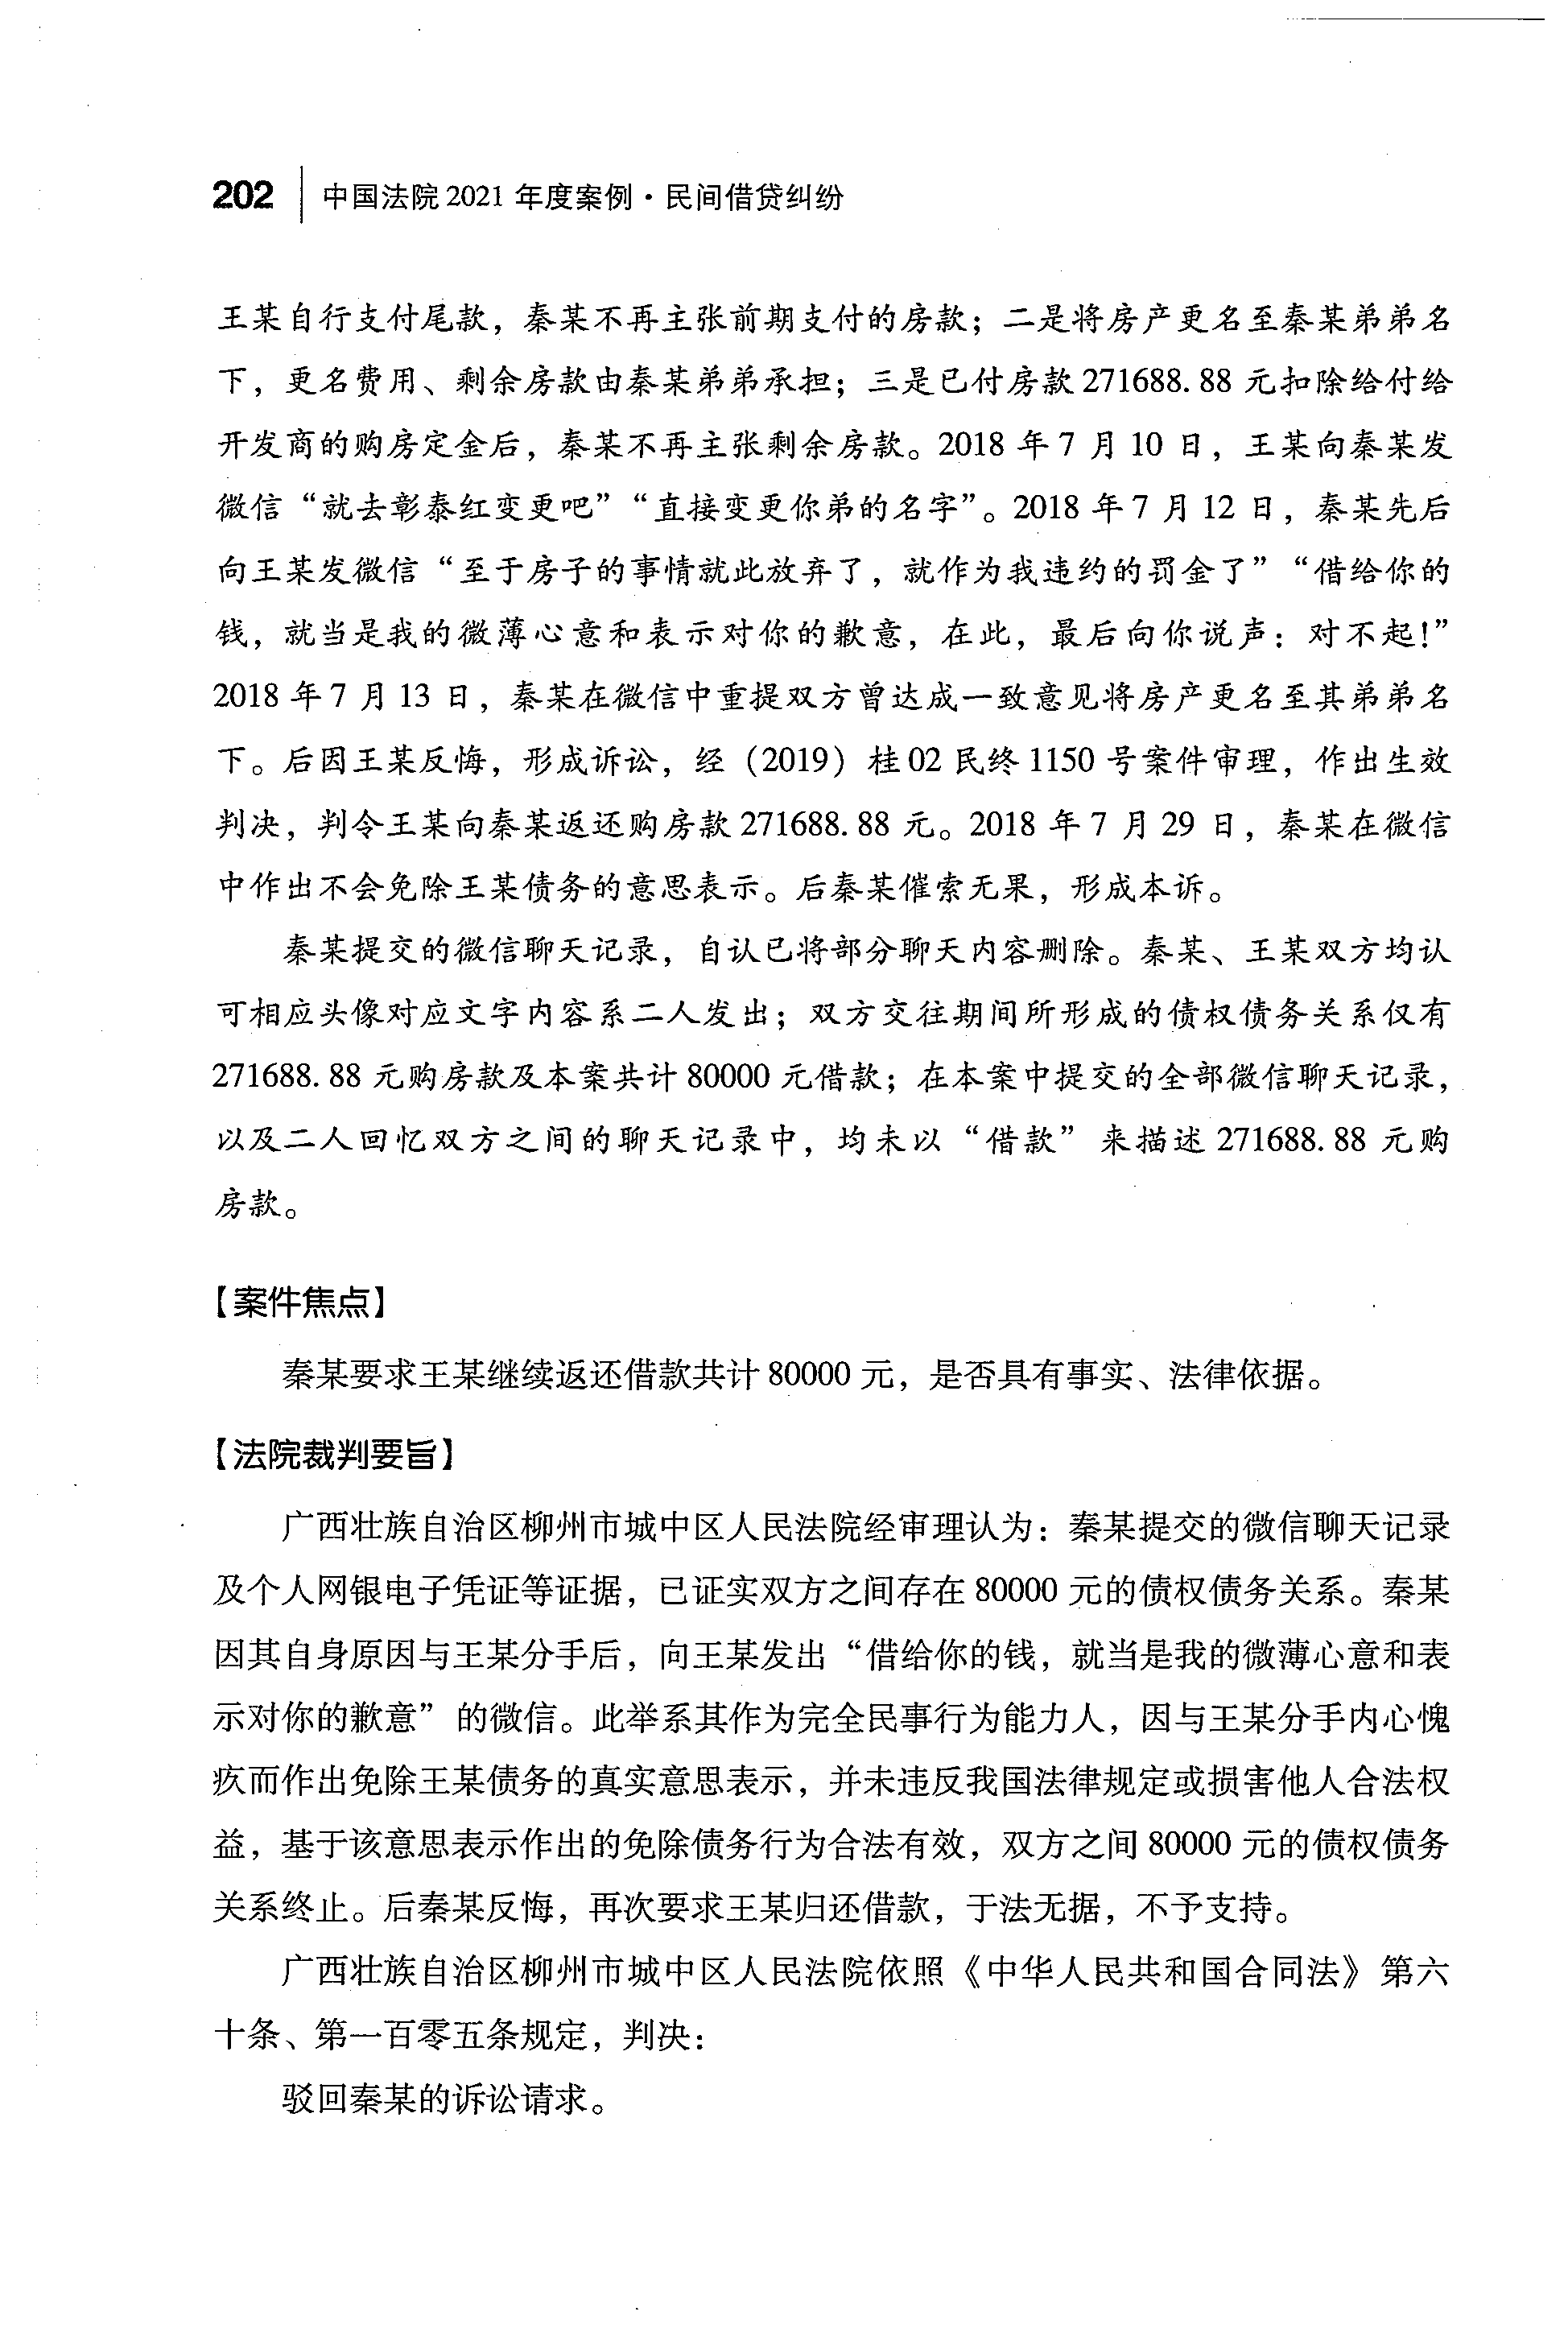 202 中国法院2021年度案例·民间借贷纠纷
王某自行支付尾款，秦某不再主张前期支付的房款；二是将房产更名至秦某弟弟名
下，更名费用、剩余房款由秦某弟弟承担；三是已付房款271688.88元扣除给付给
开发商的购房定金后，秦某不再主张剩余房款。2018年7月10日，王某向秦某发
微信“就去彰泰红变更吧”“直接变更你弟的名字”。2018年7月12日，秦某先后
向王某发微信“至于房子的事情就此放弃了，就作为我违约的罚金了”“借给你的
钱，就当是我的微薄心意和表示对你的歉意，在此，最后向你说声：对不起！”
2018年7月13日，秦某在微信中重提双方曾达成一致意见将房产更名至其弟弟名
下。后因王某反悔，形成诉讼，经（2019）桂02民终1150号案件审理，作出生效
判决，判令王某向秦某返还购房款271688.88元。2018年7月29日，秦某在微信
中作出不会免除王某债务的意思表示。后秦某催索无果，形成本诉。
秦某提交的微信聊天记录，自认已将部分聊天内容删除。秦某、王某双方均认
可相应头像对应文字内容系二人发出；双方交往期间所形成的债权债务关系仅有
271688.88元购房款及本案共计80000元借款；在本案中提交的全部微信聊天记录，
以及二人回忆双方之间的聊天记录中，均未以“借款”来描述271688.88元购
房款。
【案件焦点】
秦某要求王某继续返还借款共计80000元，是否具有事实、法律依据。
【法院裁判要旨】
广西壮族自治区柳州市城中区人民法院经审理认为：秦某提交的微信聊天记录
及个人网银电子凭证等证据，已证实双方之间存在80000元的债权债务关系。秦某
因其自身原因与王某分手后，向王某发出“借给你的钱，就当是我的微薄心意和表
示对你的歉意”的微信。此举系其作为完全民事行为能力人，因与王某分手内心愧
疚而作出免除王某债务的真实意思表示，并未违反我国法律规定或损害他人合法权
益，基于该意思表示作出的免除债务行为合法有效，双方之间80000元的债权债务
关系终止。后秦某反悔，再次要求王某归还借款，于法无据，不予支持。
广西壮族自治区柳州市城中区人民法院依照《中华人民共和国合同法》第六
十条、第一百零五条规定，判决：
驳回秦某的诉讼请求。